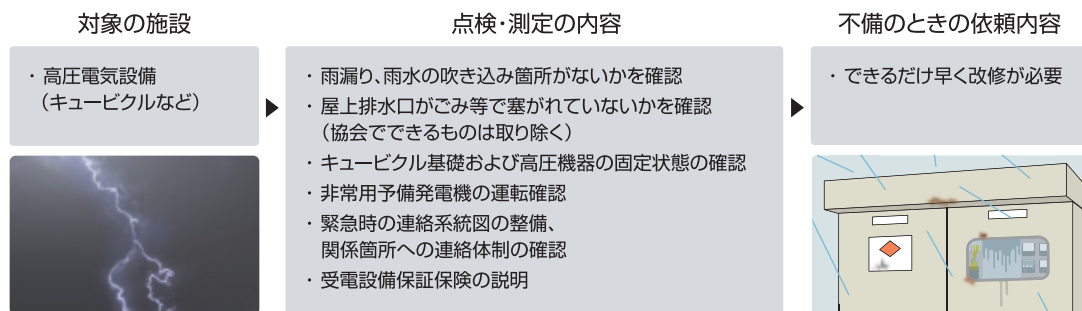 対象の施設
・ 高圧電気設備
（キュービクルなど）
点検・測定の内容
・ 雨漏り、雨水の吹き込み箇所がないかを確認
・ 屋上排水口がごみ等で塞がれていないかを確認
（協会でできるものは取り除く）
・ キュービクル基礎および高圧機器の固定状態の確認
・ 非常用予備発電機の運転確認
・ 緊急時の連絡系統図の整備、
関係箇所への連絡体制の確認
・ 受電設備保証保険の説明
不備のときの依頼内容
・ できるだけ早く改修が必要